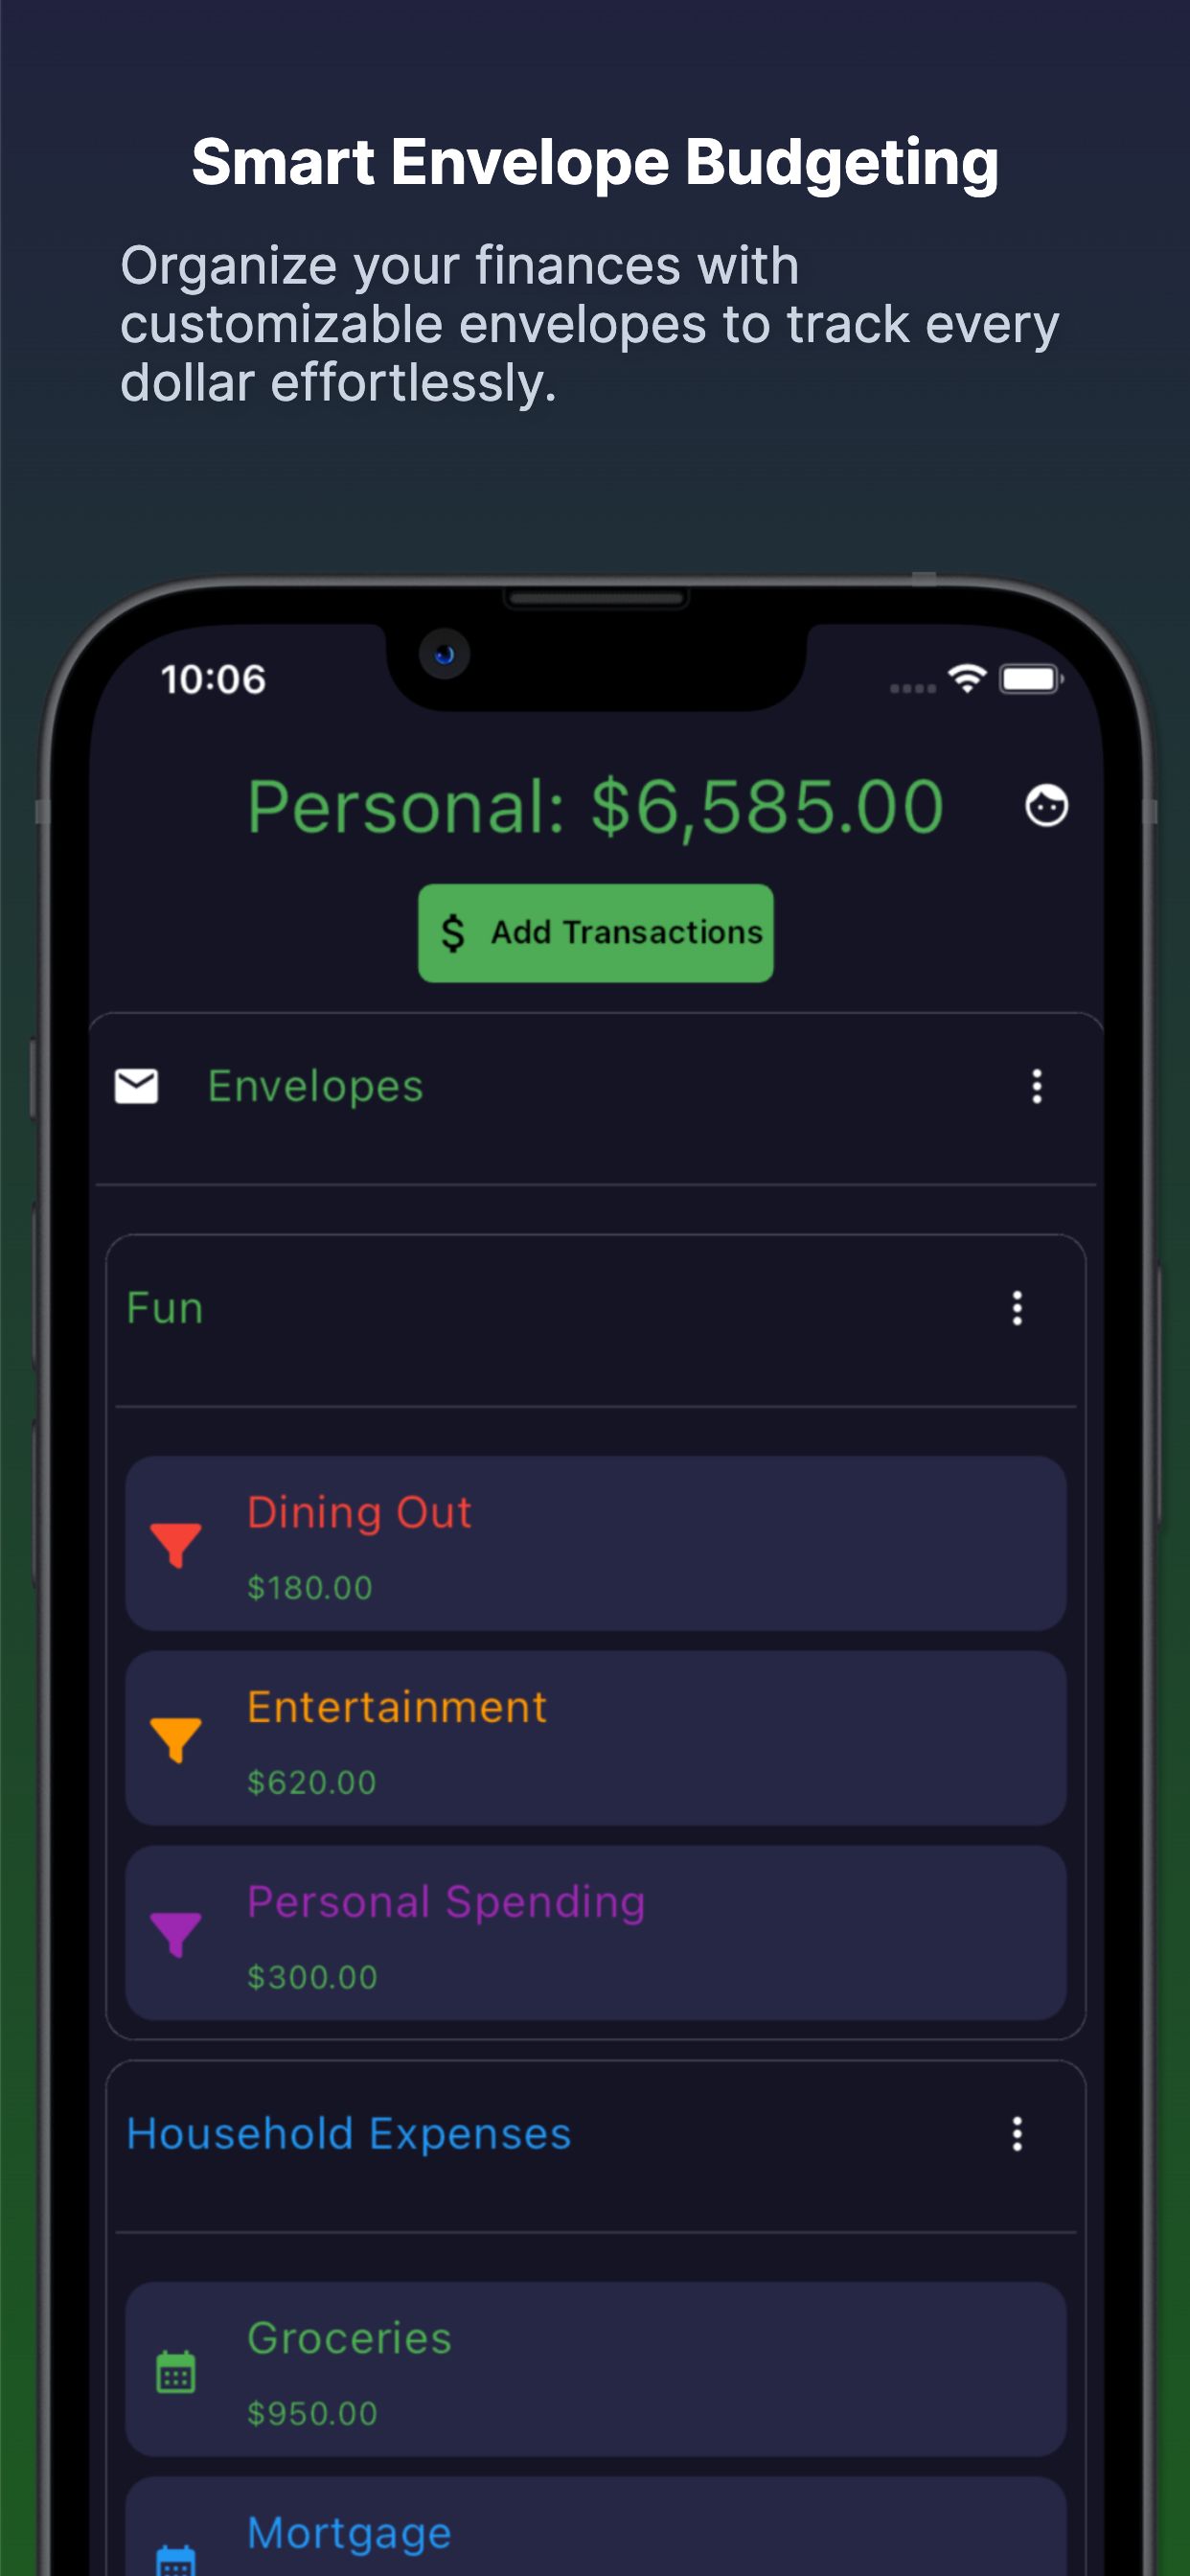 Smart Envelope Budgeting
Organize your finances with
customizable envelopes to track every
dollar effortlessly.
10:06
Personal: $6,585.00
$ Add Transactions
Envelopes
Fun
Dining Out
$180.00
Entertainment
$620.00
Personal Spending
$300.00
Household Expenses
Groceries
$950.00
Mortgage